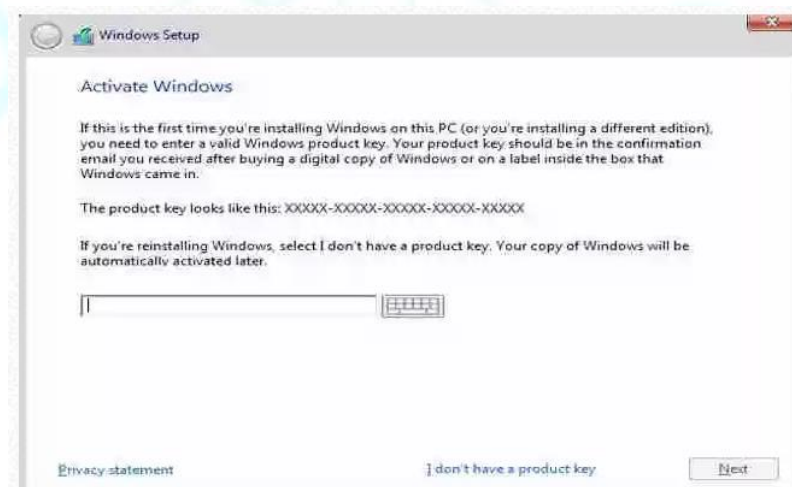 Windows Setup
Activate Windows
If this is the first time you're installing Windows on this PC (or you're installing a different edition),
you need to enter a valid Windows product key. Your product key should be in the confirmation
email you received after buying a digital copy of Windows or on a label inside the box that
Windows came in.
The product key looks like this: XXXXX-XXXXX-XXXXX-XXXXX-XXXXX
If you're reinstalling Windows, select I don't have a product key. Your copy of Windows will be
automatically activated later.
Privacy statement
I don't have a product key
Next